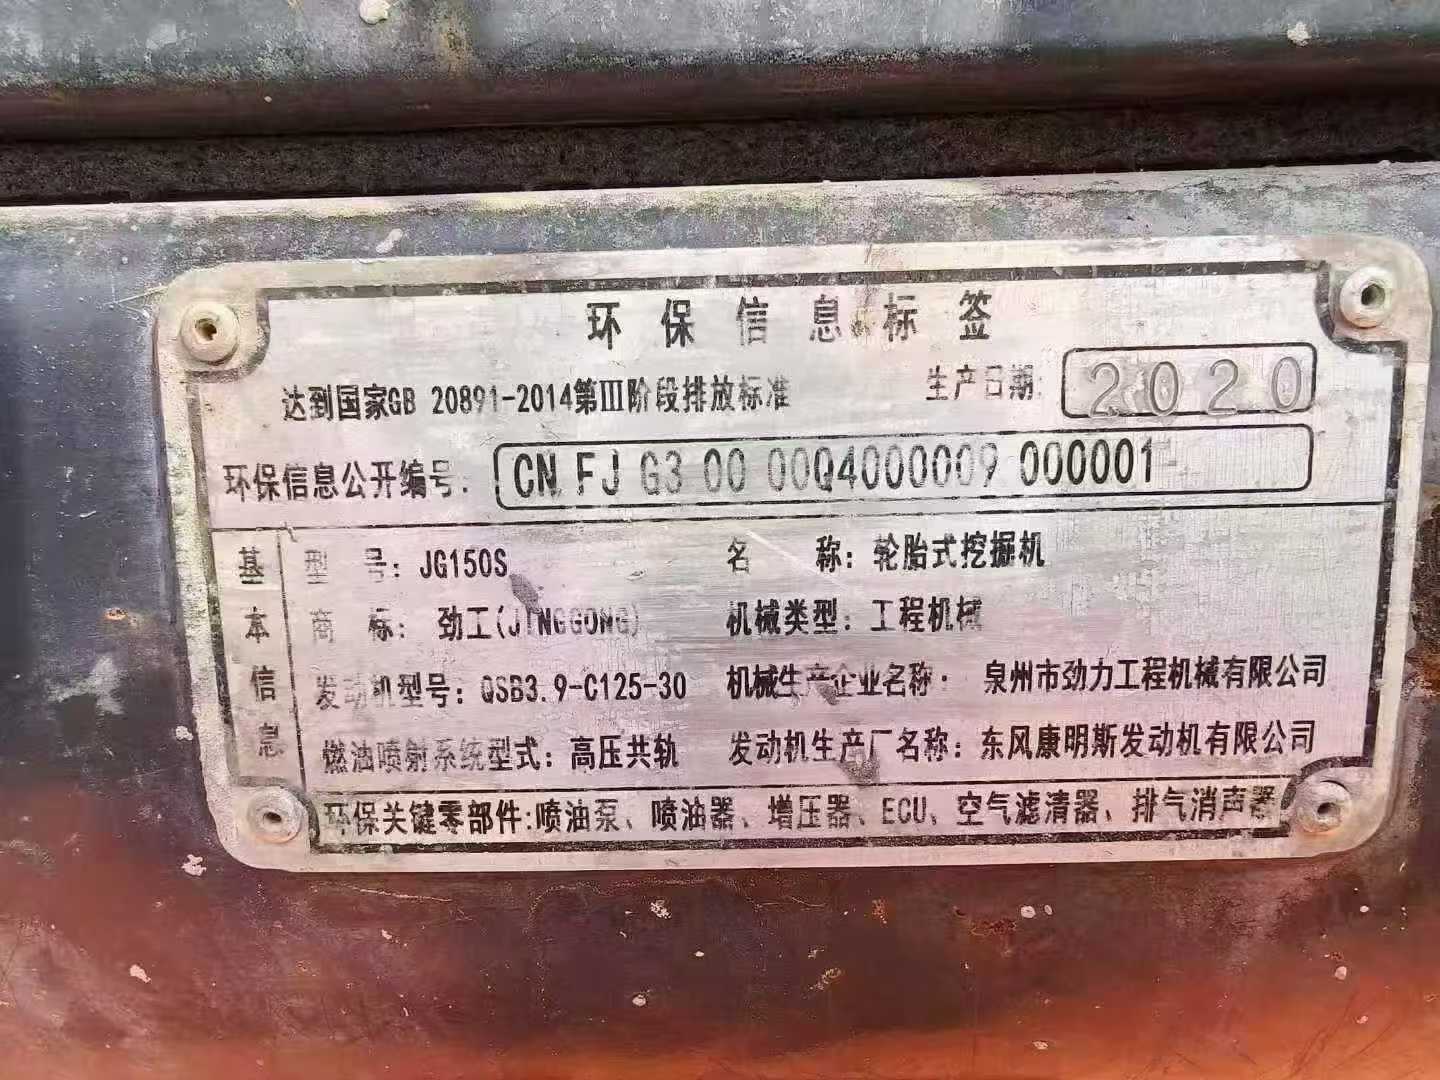 环保信息标签
达到国家GB 20891-2014第III阶段排放标准 生产日期: 2020
环保信息公开编号: CN FJ G3 00 00Q4000009 000001
基本信息
型号: JG150S 名称: 轮胎式挖掘机
商标: 劲工(JINGGONG) 机械类型: 工程机械
发动机型号: QSB3.9-C125-30 机械生产企业名称: 泉州市劲力工程机械有限公司
燃油喷射系统型式: 高压共轨 发动机生产厂名称: 东风康明斯发动机有限公司
环保关键零部件:喷油泵、喷油器、增压器、ECU、空气滤清器、排气消声器